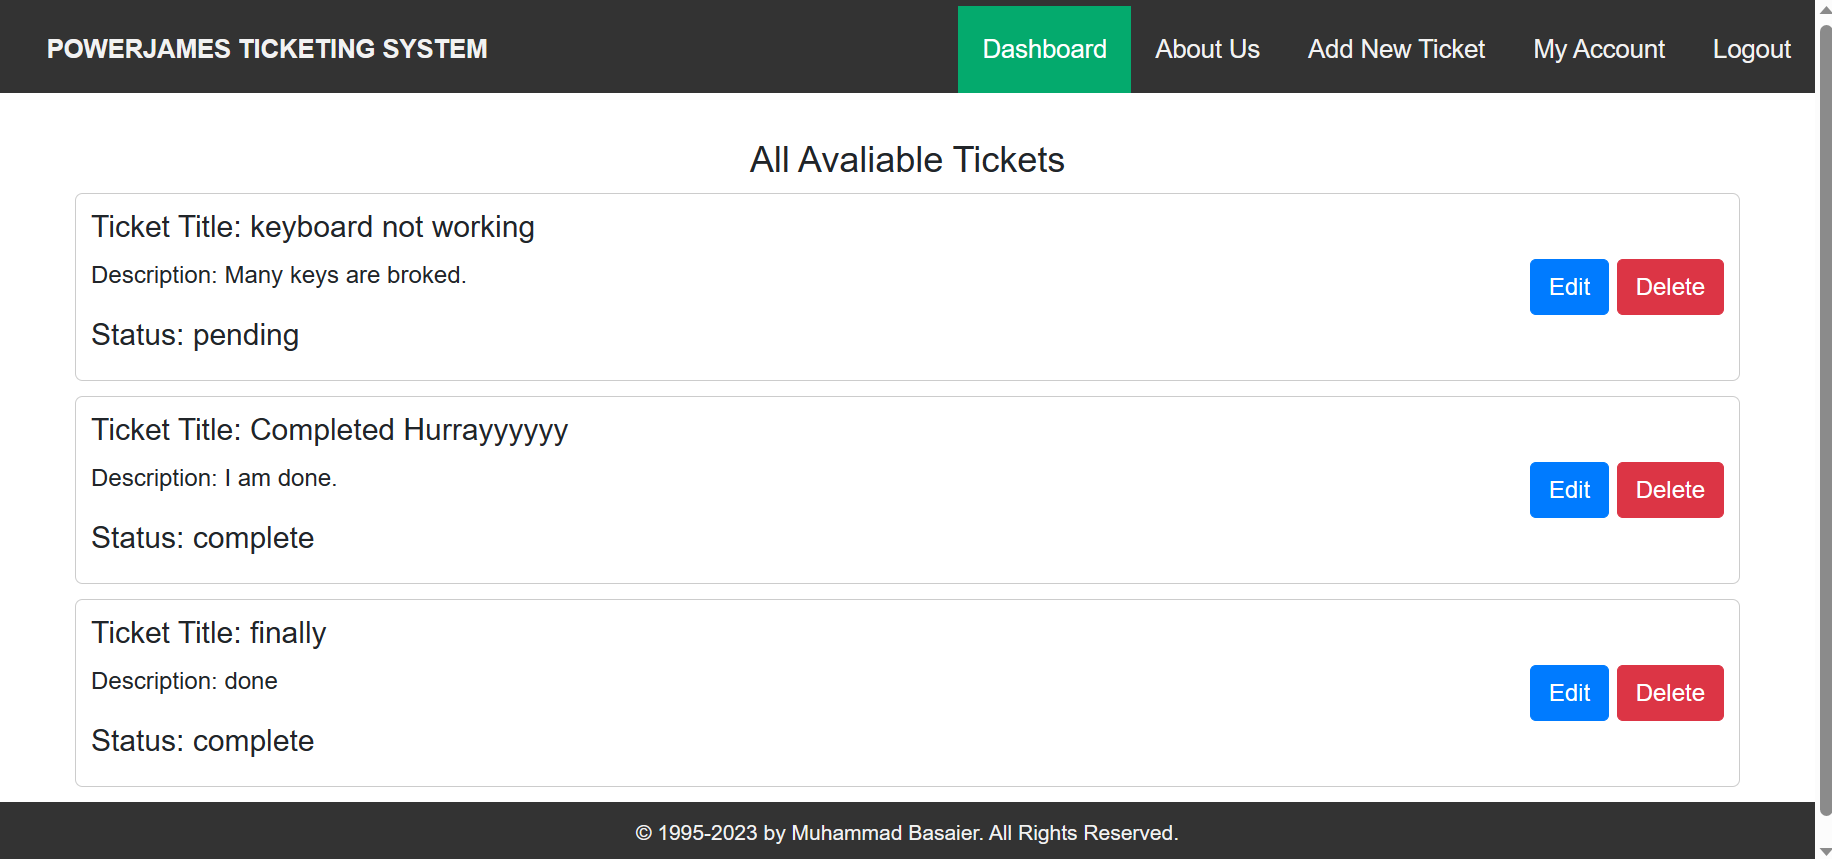 POWERJAMES TICKETING SYSTEM
Dashboard
About Us
Add New Ticket
My Account
Logout
All Avaliable Tickets
Ticket Title: keyboard not working
Description: Many keys are broked.
Status: pending
Edit
Delete
Ticket Title: Completed Hurrayyyyyy
Description: I am done.
Status: complete
Edit
Delete
Ticket Title: finally
Description: done
Status: complete
Edit
Delete
© 1995-2023 by Muhammad Basaier. All Rights Reserved.